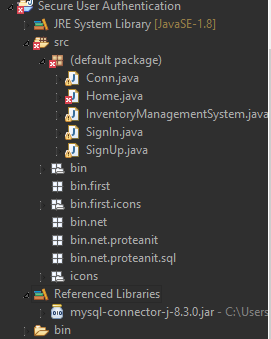 Secure User Authentication
JRE System Library [JavaSE-1.8]
src
(default package)
Conn.java
Home.java
InventoryManagementSystem.java
SignIn.java
SignUp.java
bin
bin.first
bin.first.icons
bin.net
bin.net.proteanit
bin.net.proteanit.sql
icons
Referenced Libraries
mysql-connector-j-8.3.0.jar - C:\Users
bin